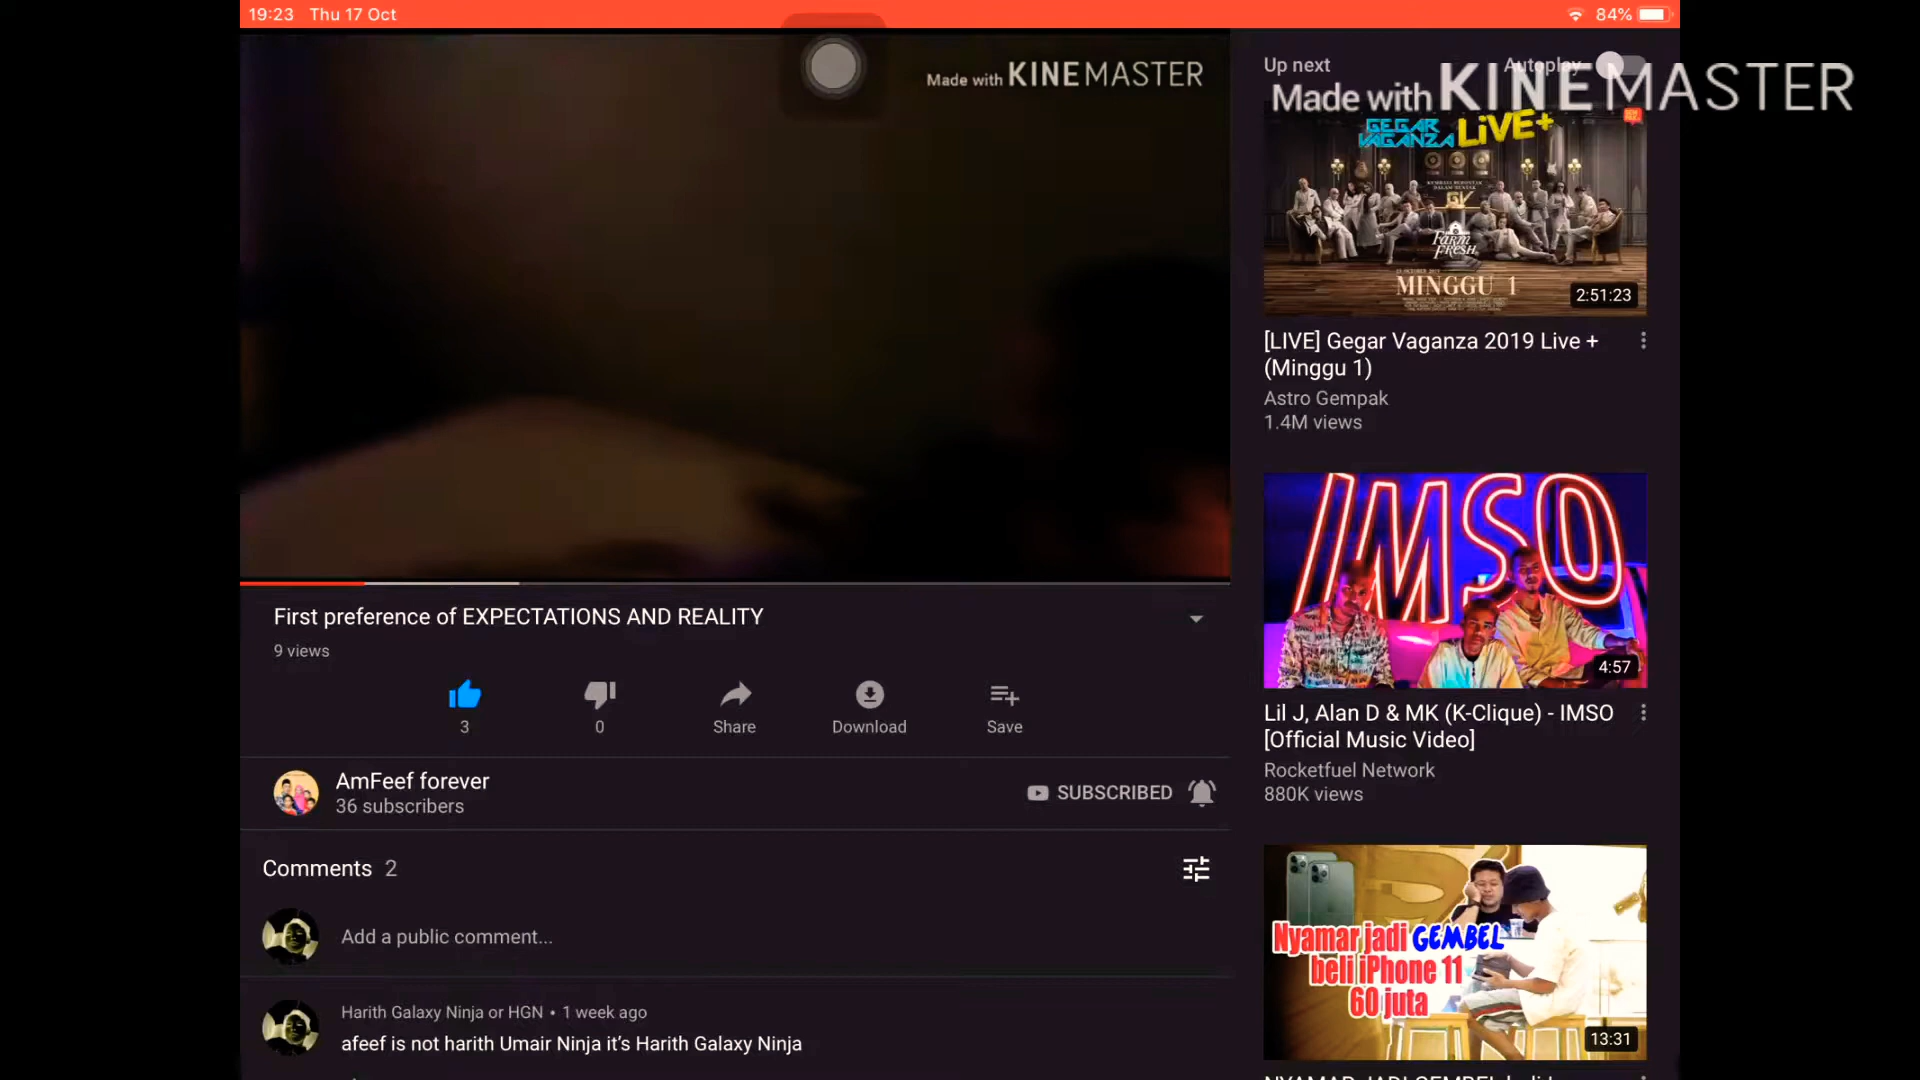 19:23 Thu 17 Oct
84%
Made with KINEMASTER
Up next
Autoplay
Made with KINEMASTER
GEGAR VAGANZA LiVE+
GV
FARM FRESH
MINGGU 1
2:51:23
[LIVE] Gegar Vaganza 2019 Live +
(Minggu 1)
Astro Gempak
1.4M views
IMSO
4:57
Lil J, Alan D & MK (K-Clique) - IMSO
[Official Music Video]
Rocketfuel Network
880K views
Nyamar jadi GEMBEL
beli iPhone 11
60 juta
13:31
First preference of EXPECTATIONS AND REALITY
9 views
3
0
Share
Download
Save
AmFeef forever
36 subscribers
SUBSCRIBED
Comments 2
Add a public comment...
Harith Galaxy Ninja or HGN • 1 week ago
afeef is not harith Umair Ninja it's Harith Galaxy Ninja